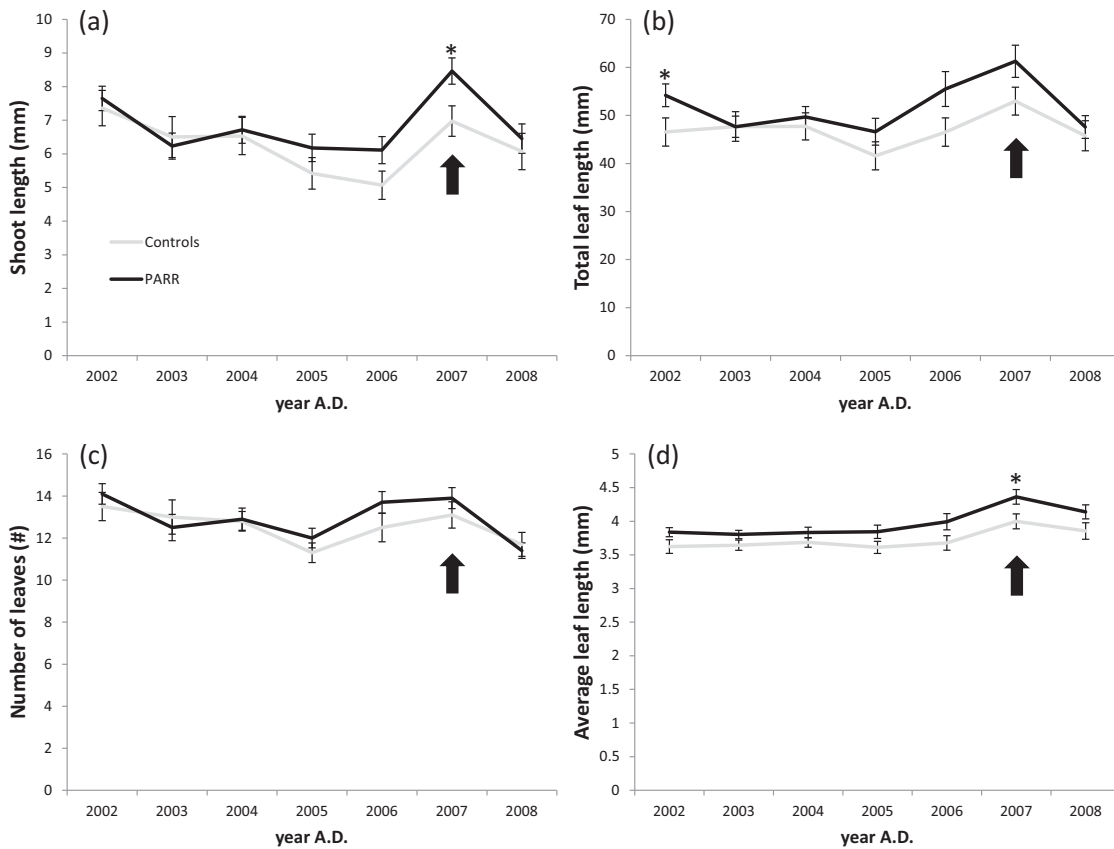 (a)
Shoot length (mm)
10
9
8
7
6
5
4
3
2
1
0
*
Controls
PARR
2002 2003 2004 2005 2006 2007 2008
year A.D.
(b)
Total leaf length (mm)
70
60
50
40
30
20
10
0
*
2002 2003 2004 2005 2006 2007 2008
year A.D.
(c)
Number of leaves (#)
16
14
12
10
8
6
4
2
0
2002 2003 2004 2005 2006 2007 2008
year A.D.
(d)
Average leaf length (mm)
5
4.5
4
3.5
3
2.5
2
1.5
1
0.5
0
*
2002 2003 2004 2005 2006 2007 2008
year A.D.